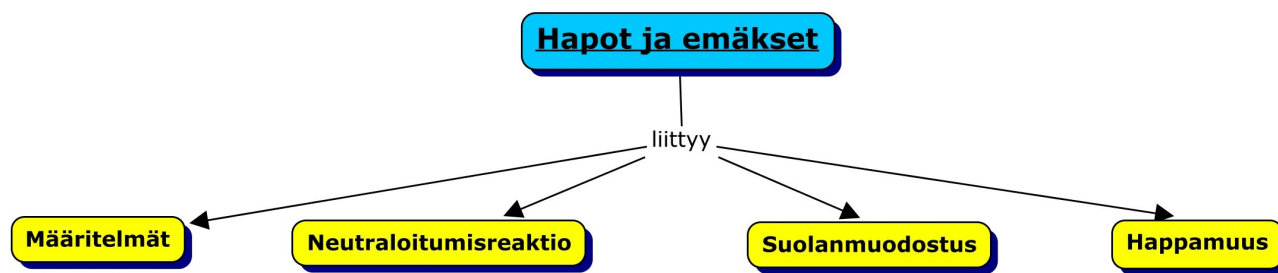 Hapot ja emäkset
liittyy
Määritelmät
Neutraloitumisreaktio
Suolanmuodostus
Happamuus